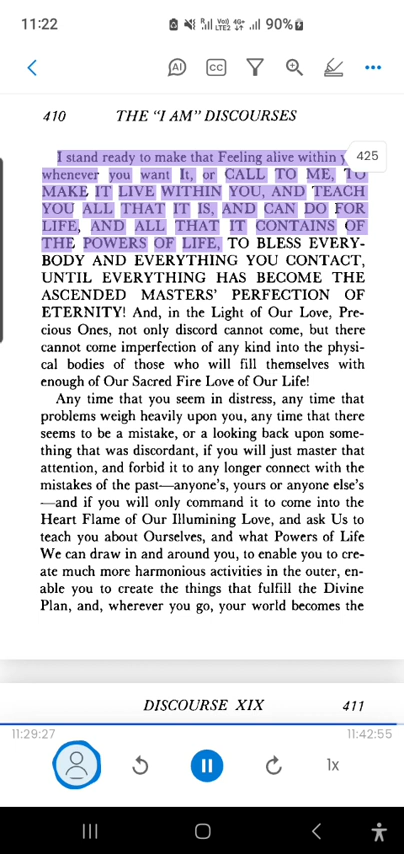 11:22
Vo)) LTE2 4G+ 90%
AI CC
410 THE “I AM” DISCOURSES
I stand ready to make that Feeling alive within 425
whenever you want It, or CALL TO ME, TO
MAKE IT LIVE WITHIN YOU, AND TEACH
YOU ALL THAT IT IS, AND CAN DO FOR
LIFE, AND ALL THAT IT CONTAINS OF
THE POWERS OF LIFE, TO BLESS EVERY-
BODY AND EVERYTHING YOU CONTACT,
UNTIL EVERYTHING HAS BECOME THE
ASCENDED MASTERS’ PERFECTION OF
ETERNITY! And, in the Light of Our Love, Pre-
cious Ones, not only discord cannot come, but there
cannot come imperfection of any kind into the physi-
cal bodies of those who will fill themselves with
enough of Our Sacred Fire Love of Our Life!
Any time that you seem in distress, any time that
problems weigh heavily upon you, any time that there
seems to be a mistake, or a looking back upon some-
thing that was discordant, if you will just master that
attention, and forbid it to any longer connect with the
mistakes of the past—anyone’s, yours or anyone else’s
—and if you will only command it to come into the
Heart Flame of Our Illumining Love, and ask Us to
teach you about Ourselves, and what Powers of Life
We can draw in and around you, to enable you to cre-
ate much more harmonious activities in the outer, en-
able you to create the things that fulfill the Divine
Plan, and, wherever you go, your world becomes the
DISCOURSE XIX 411
11:29:27 11:42:55
1x